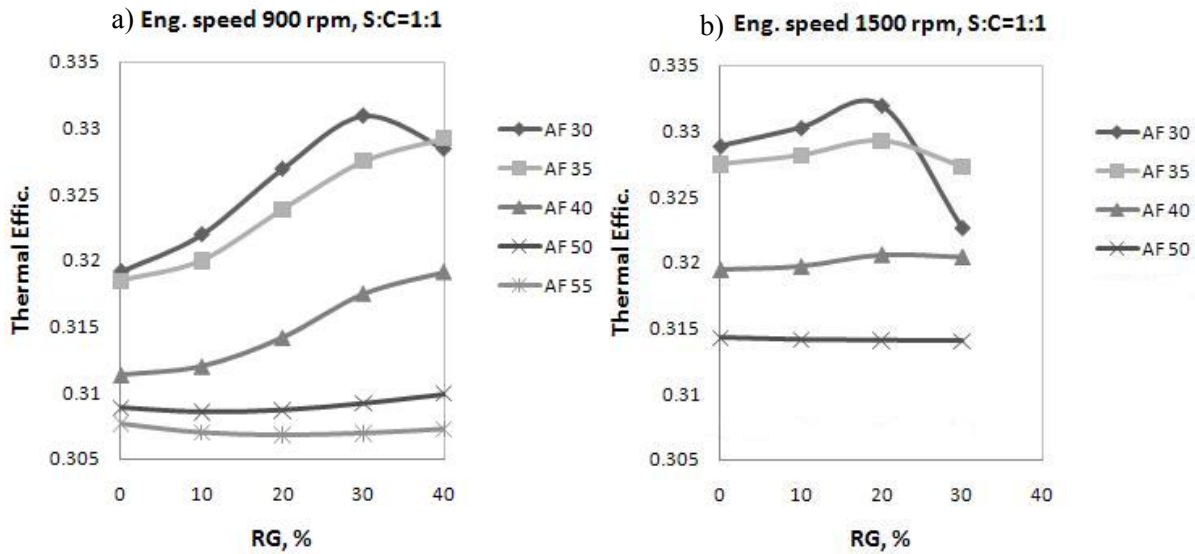 a) Eng. speed 900 rpm, S:C=1:1
0.335
0.33
0.325
0.32
0.315
0.31
0.305
Thermal Effic.
0 10 20 30 40
RG, %
AF 30
AF 35
AF 40
AF 50
AF 55
b) Eng. speed 1500 rpm, S:C=1:1
0.335
0.33
0.325
0.32
0.315
0.31
0.305
Thermal Effic.
0 10 20 30 40
RG, %
AF 30
AF 35
AF 40
AF 50